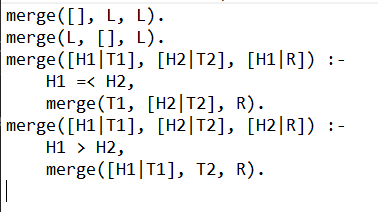 merge([], L, L).
merge(L, [], L).
merge([H1|T1], [H2|T2], [H1|R]) :-
    H1 =< H2,
    merge(T1, [H2|T2], R).
merge([H1|T1], [H2|T2], [H2|R]) :-
    H1 > H2,
    merge([H1|T1], T2, R).